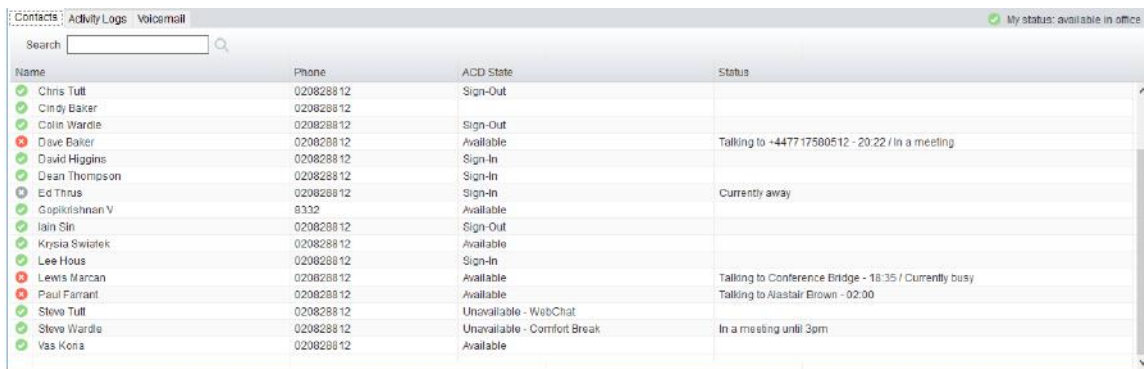 Contacts Activity Logs Voicemail My status: available in office
Search
Name Phone ACD State Status
Chris Tutt 020828812 Sign-Out
Cindy Baker 020828812
Colin Wardle 020828812 Sign-Out
Dave Baker 020828812 Available Talking to +447717580512 - 20:22 / In a meeting
David Higgins 020828812 Sign-In
Dean Thompson 020828812 Sign-In
Ed Thrus 020828812 Sign-In Currently away
Gopikrishnan V 8332 Available
Iain Sin 020828812 Sign-Out
Krysia Swiatek 020828812 Available
Lee Hous 020828812 Sign-In
Lewis Marcan 020828812 Available Talking to Conference Bridge - 18:35 / Currently busy
Paul Farrant 020828812 Available Talking to Alastair Brown - 02:00
Steve Tutt 020828812 Unavailable - WebChat
Steve Wardle 020828812 Unavailable - Comfort Break In a meeting until 3pm
Vas Koria 020828812 Available